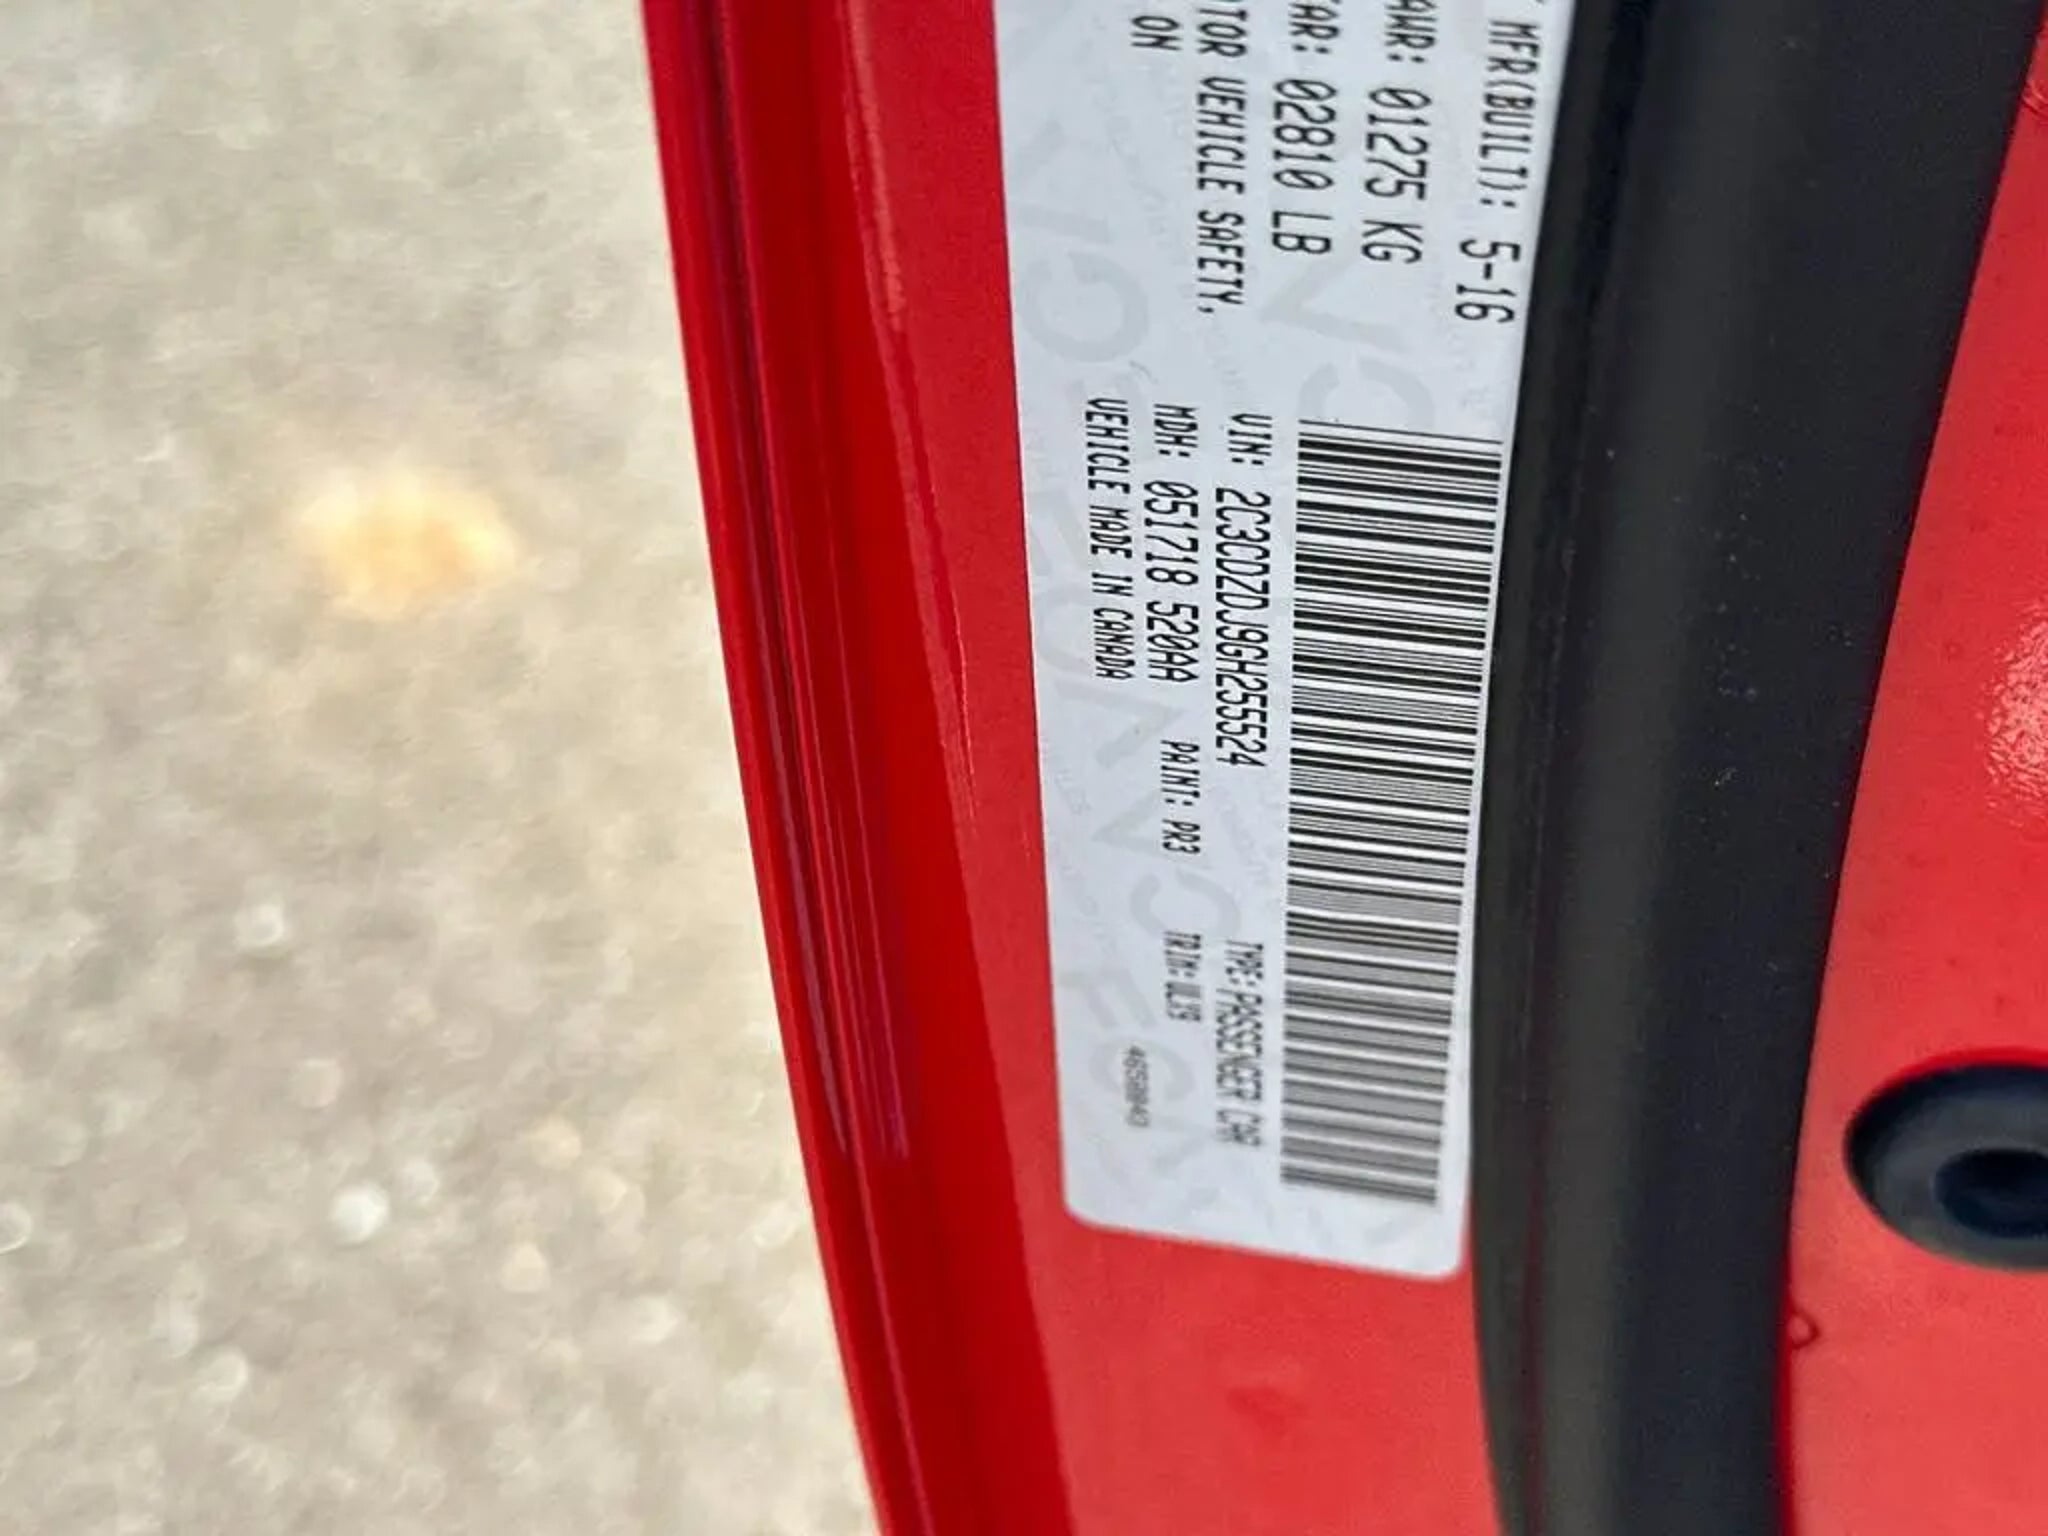 MFR(BUILT): 5-16
AWR: 01275 KG
AR: 02810 LB
TOR VEHICLE SAFETY,
ON
VIN: 2C3CDZDJ9GH255524 TYPE: PASSENGER CAR
MDH: 051718 520AA PAINT: PR3 TRIM:
VEHICLE MADE IN CANADA